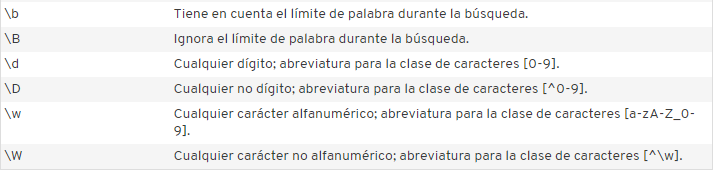 \b Tiene en cuenta el límite de palabra durante la búsqueda.
\B Ignora el límite de palabra durante la búsqueda.
\d Cualquier dígito; abreviatura para la clase de caracteres [0-9].
\D Cualquier no dígito; abreviatura para la clase de caracteres [^0-9].
\w Cualquier carácter alfanumérico; abreviatura para la clase de caracteres [a-zA-Z_0-
9].
\W Cualquier carácter no alfanumérico; abreviatura para la clase de caracteres [^\w].